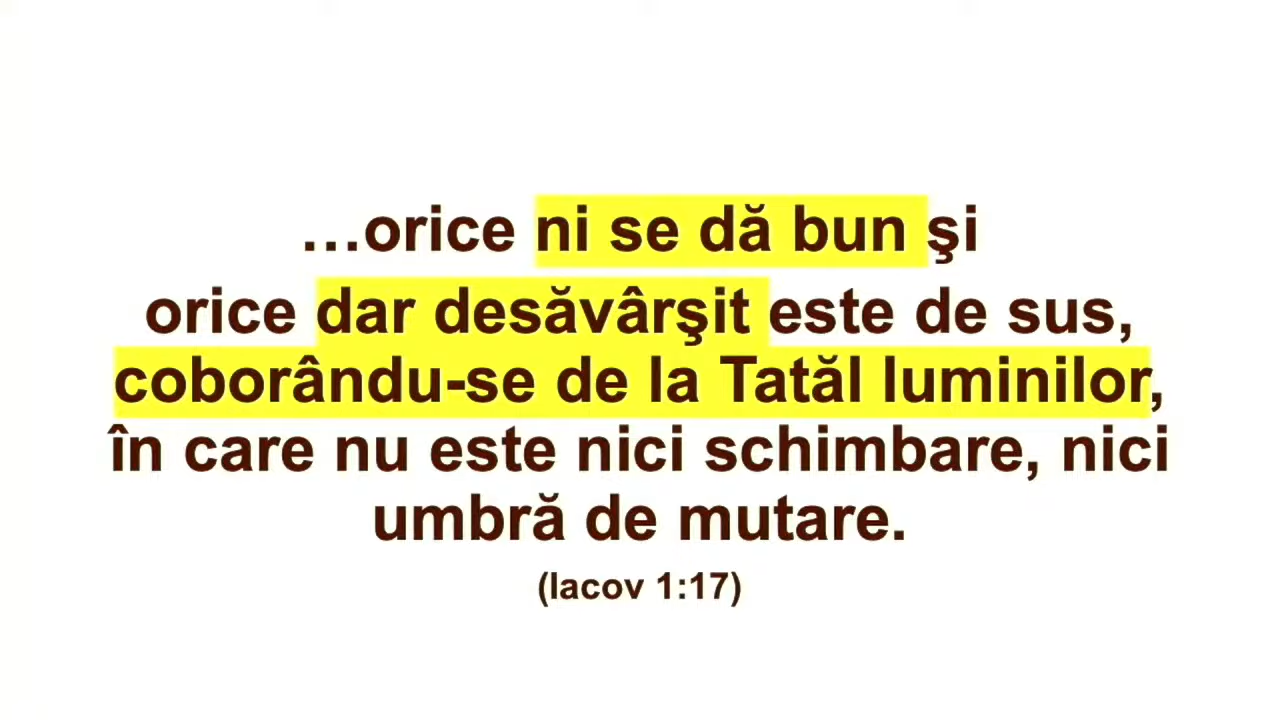 …orice ni se dă bun şi
orice dar desăvârşit este de sus,
coborându-se de la Tatăl luminilor,
în care nu este nici schimbare, nici
umbră de mutare.
(Iacov 1:17)